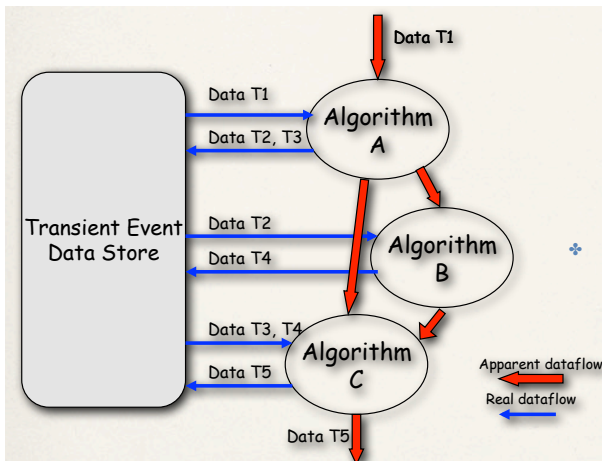 Data T1
Data T1
Algorithm
A
Data T2, T3
Transient Event
Data Store
Data T2
Algorithm
B
Data T4
Data T3, T4
Algorithm
C
Data T5
Apparent dataflow
Real dataflow
Data T5